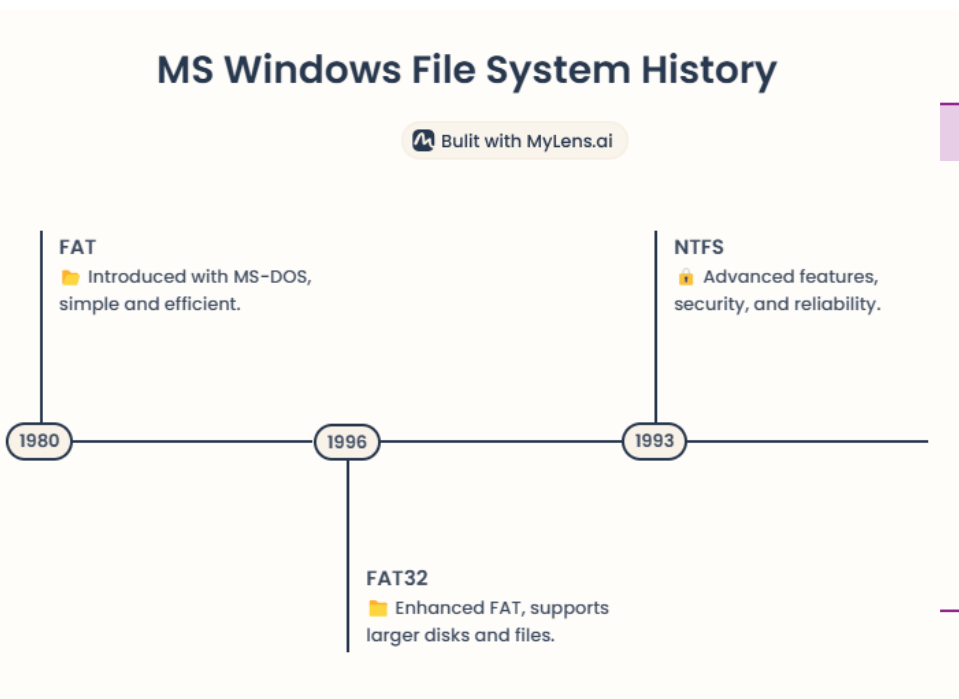 MS Windows File System History
Bulit with MyLens.ai
FAT
Introduced with MS-DOS,
simple and efficient.
NTFS
Advanced features,
security, and reliability.
1980
1996
1993
FAT32
Enhanced FAT, supports
larger disks and files.